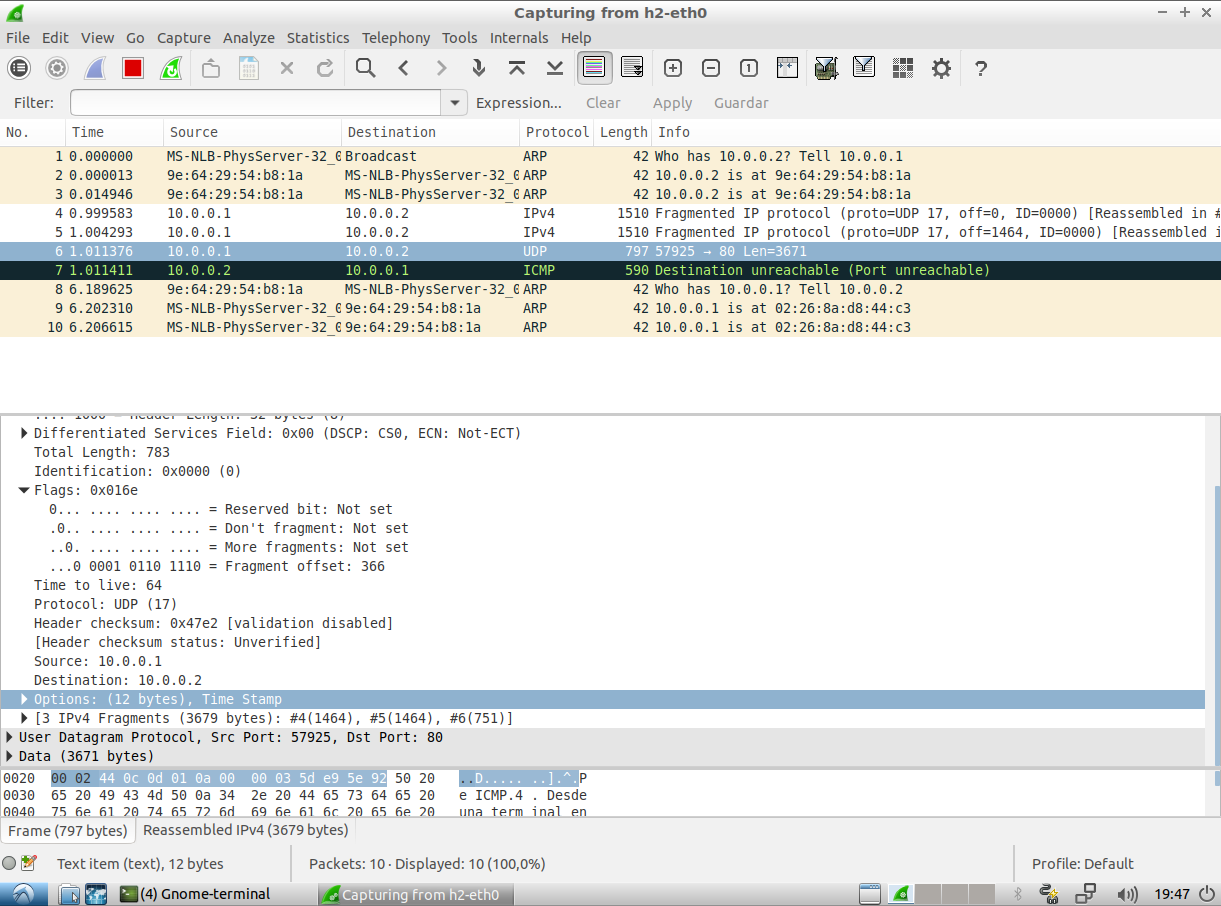 Capturing from h2-eth0
File Edit View Go Capture Analyze Statistics Telephony Tools Internals Help
Filter: Expression... Clear Apply Guardar
No. Time Source Destination Protocol Length Info
1 0.000000 MS-NLB-PhysServer-32_0 Broadcast ARP 42 Who has 10.0.0.2? Tell 10.0.0.1
2 0.000013 9e:64:29:54:b8:1a MS-NLB-PhysServer-32_0 ARP 42 10.0.0.2 is at 9e:64:29:54:b8:1a
3 0.014946 9e:64:29:54:b8:1a MS-NLB-PhysServer-32_0 ARP 42 10.0.0.2 is at 9e:64:29:54:b8:1a
4 0.999583 10.0.0.1 10.0.0.2 IPv4 1510 Fragmented IP protocol (proto=UDP 17, off=0, ID=0000) [Reassembled in #
5 1.004293 10.0.0.1 10.0.0.2 IPv4 1510 Fragmented IP protocol (proto=UDP 17, off=1464, ID=0000) [Reassembled i
6 1.011376 10.0.0.1 10.0.0.2 UDP 797 57925 → 80 Len=3671
7 1.011411 10.0.0.2 10.0.0.1 ICMP 590 Destination unreachable (Port unreachable)
8 6.189625 9e:64:29:54:b8:1a MS-NLB-PhysServer-32_0 ARP 42 Who has 10.0.0.1? Tell 10.0.0.2
9 6.202310 MS-NLB-PhysServer-32_0 9e:64:29:54:b8:1a ARP 42 10.0.0.1 is at 02:26:8a:d8:44:c3
10 6.206615 MS-NLB-PhysServer-32_0 9e:64:29:54:b8:1a ARP 42 10.0.0.1 is at 02:26:8a:d8:44:c3
.... 1000 = Header Length: 32 bytes (8)
Differentiated Services Field: 0x00 (DSCP: CS0, ECN: Not-ECT)
Total Length: 783
Identification: 0x0000 (0)
Flags: 0x016e
0... .... .... .... = Reserved bit: Not set
.0.. .... .... .... = Don't fragment: Not set
..0. .... .... .... = More fragments: Not set
...0 0001 0110 1110 = Fragment offset: 366
Time to live: 64
Protocol: UDP (17)
Header checksum: 0x47e2 [validation disabled]
[Header checksum status: Unverified]
Source: 10.0.0.1
Destination: 10.0.0.2
Options: (12 bytes), Time Stamp
[3 IPv4 Fragments (3679 bytes): #4(1464), #5(1464), #6(751)]
User Datagram Protocol, Src Port: 57925, Dst Port: 80
Data (3671 bytes)
0020 00 02 44 0c 0d 01 0a 00 00 03 5d e9 5e 92 50 20 ..D..... ..].^.P
0030 65 20 49 43 4d 50 0a 34 2e 20 44 65 73 64 65 20 e ICMP.4 . Desde
0040 75 6e 61 20 74 65 72 6d 69 6e 61 6c 20 65 6e 20 una term inal en
Frame (797 bytes) Reassembled IPv4 (3679 bytes)
Text item (text), 12 bytes Packets: 10 · Displayed: 10 (100,0%) Profile: Default
(4) Gnome-terminal Capturing from h2-eth0 19:47